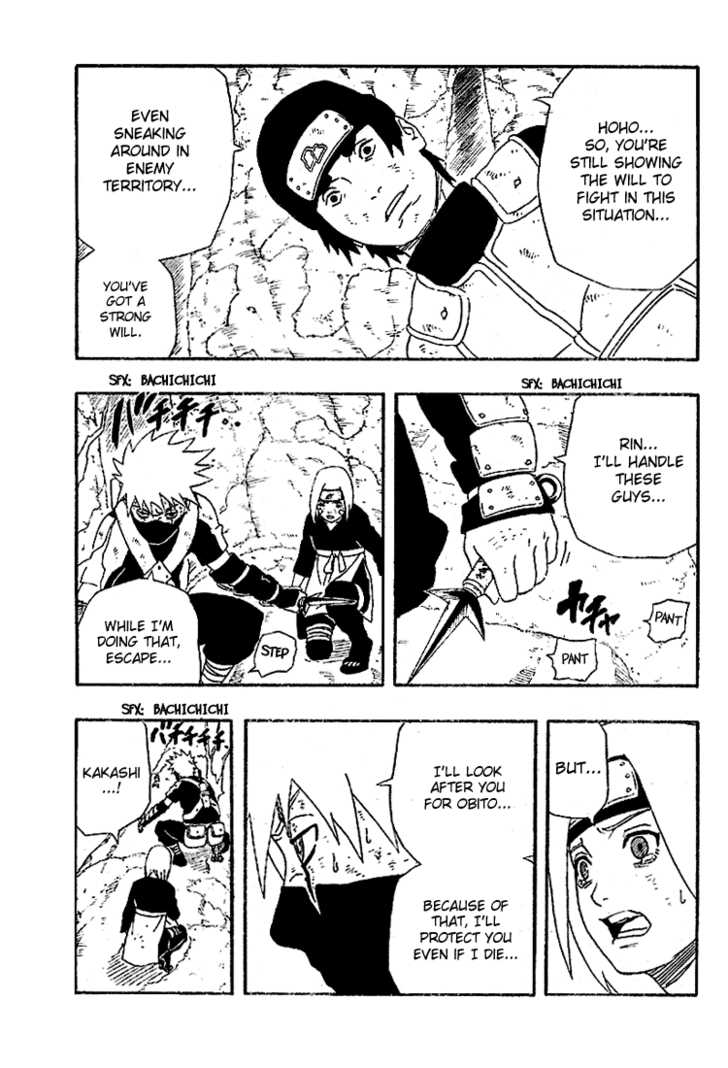 HOHO...
SO, YOU'RE
STILL SHOWING
THE WILL TO
FIGHT IN THIS
SITUATION...
EVEN
SNEAKING
AROUND IN
ENEMY
TERRITORY...
YOU'VE
GOT A
STRONG
WILL.
SFX: BACHICHICHI
RIN...
I'LL HANDLE
THESE
GUYS...
PANT
PANT
SFX: BACHICHICHI
バチチチ..
WHILE I'M
DOING THAT,
ESCAPE...
STEP
BUT...
I'LL LOOK
AFTER YOU
FOR OBITO...
BECAUSE OF
THAT, I'LL
PROTECT YOU
EVEN IF I DIE...
SFX: BACHICHICHI
バチチチチ
KAKASHI
...!